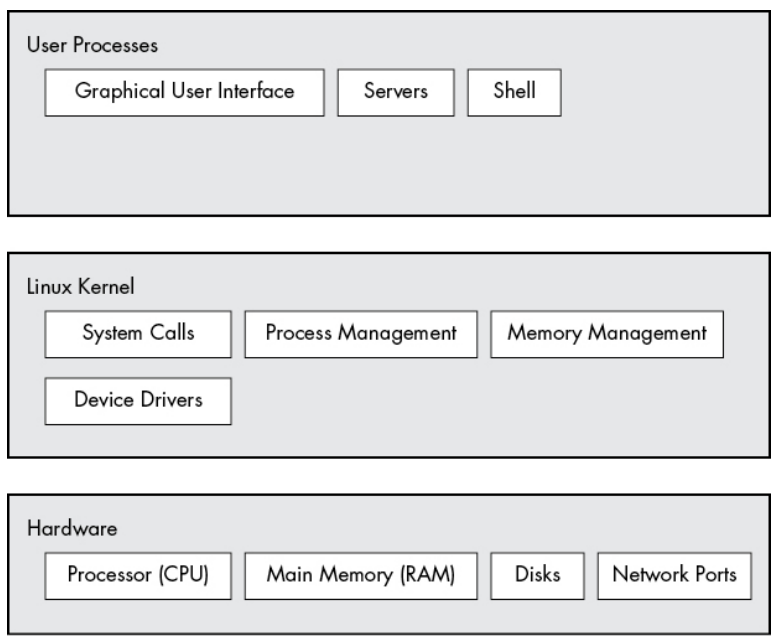 User Processes
Graphical User Interface
Servers
Shell
Linux Kernel
System Calls
Process Management
Memory Management
Device Drivers
Hardware
Processor (CPU)
Main Memory (RAM)
Disks
Network Ports